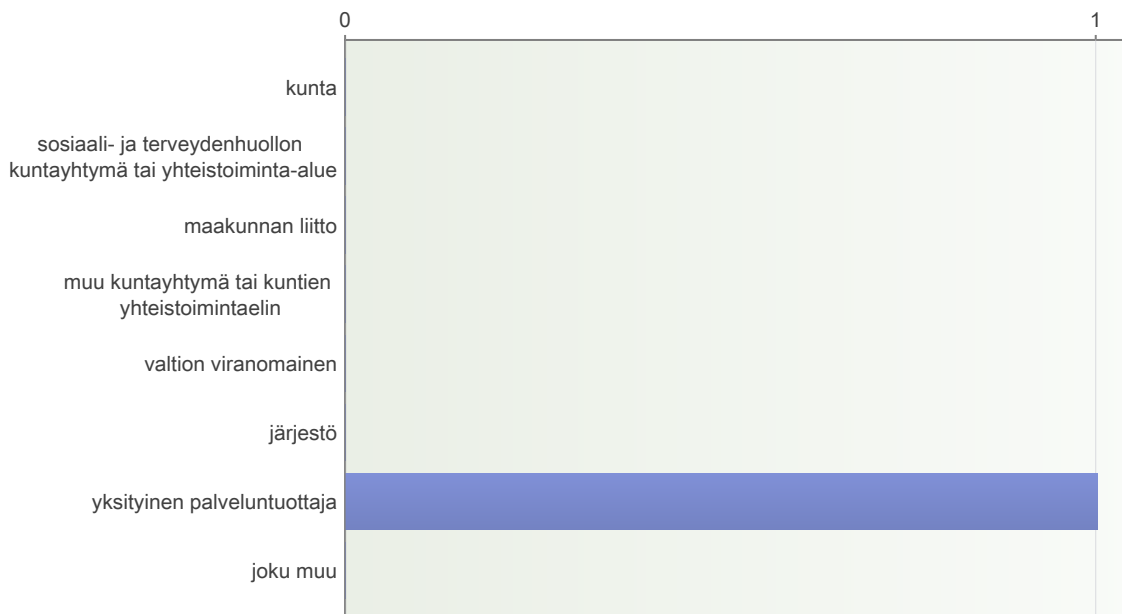 0 1
kunta
sosiaali- ja terveydenhuollon
kuntayhtymä tai yhteistoiminta-alue
maakunnan liitto
muu kuntayhtymä tai kuntien
yhteistoimintaelin
valtion viranomainen
järjestö
yksityinen palveluntuottaja
joku muu